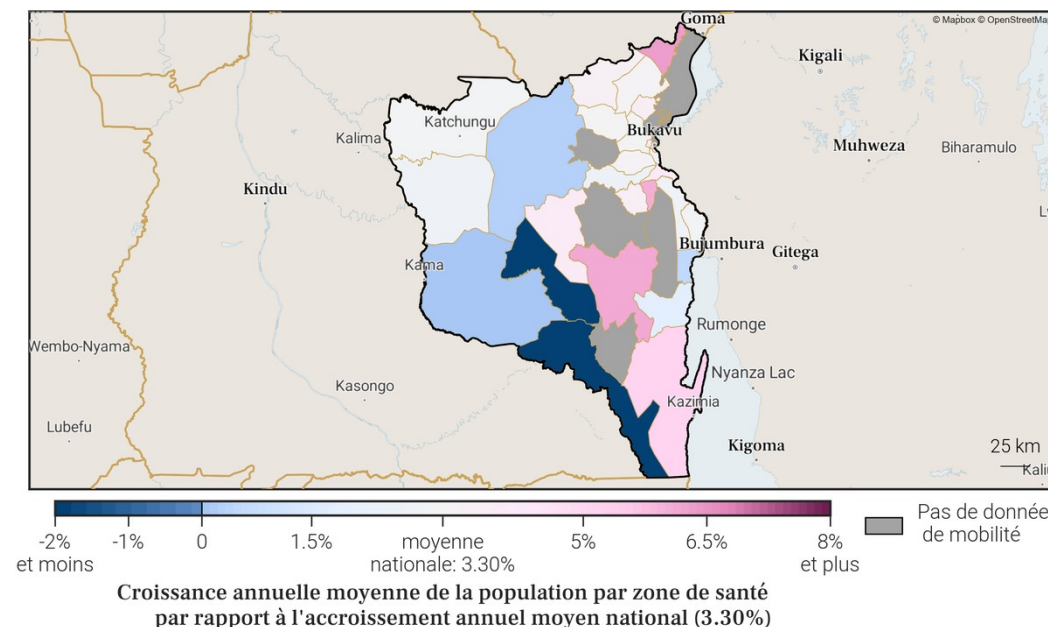 Goma
© Mapbox © OpenStreetMa
Kigali
Katchungu
Kalima
Bukavu
Muhweza
Biharamulo
Kindu
Bujumbura
Gitega
Kama
Rumonge
Wembo-Nyama
Nyanza Lac
Kasongo
Kazimia
Lubefu
Kigoma
25 km
-2%
et moins
-1%
0
1.5%
moyenne
nationale: 3.30%
5%
6.5%
8%
et plus
Pas de donnée
de mobilité
Croissance annuelle moyenne de la population par zone de santé
par rapport à l'accroissement annuel moyen national (3.30%)